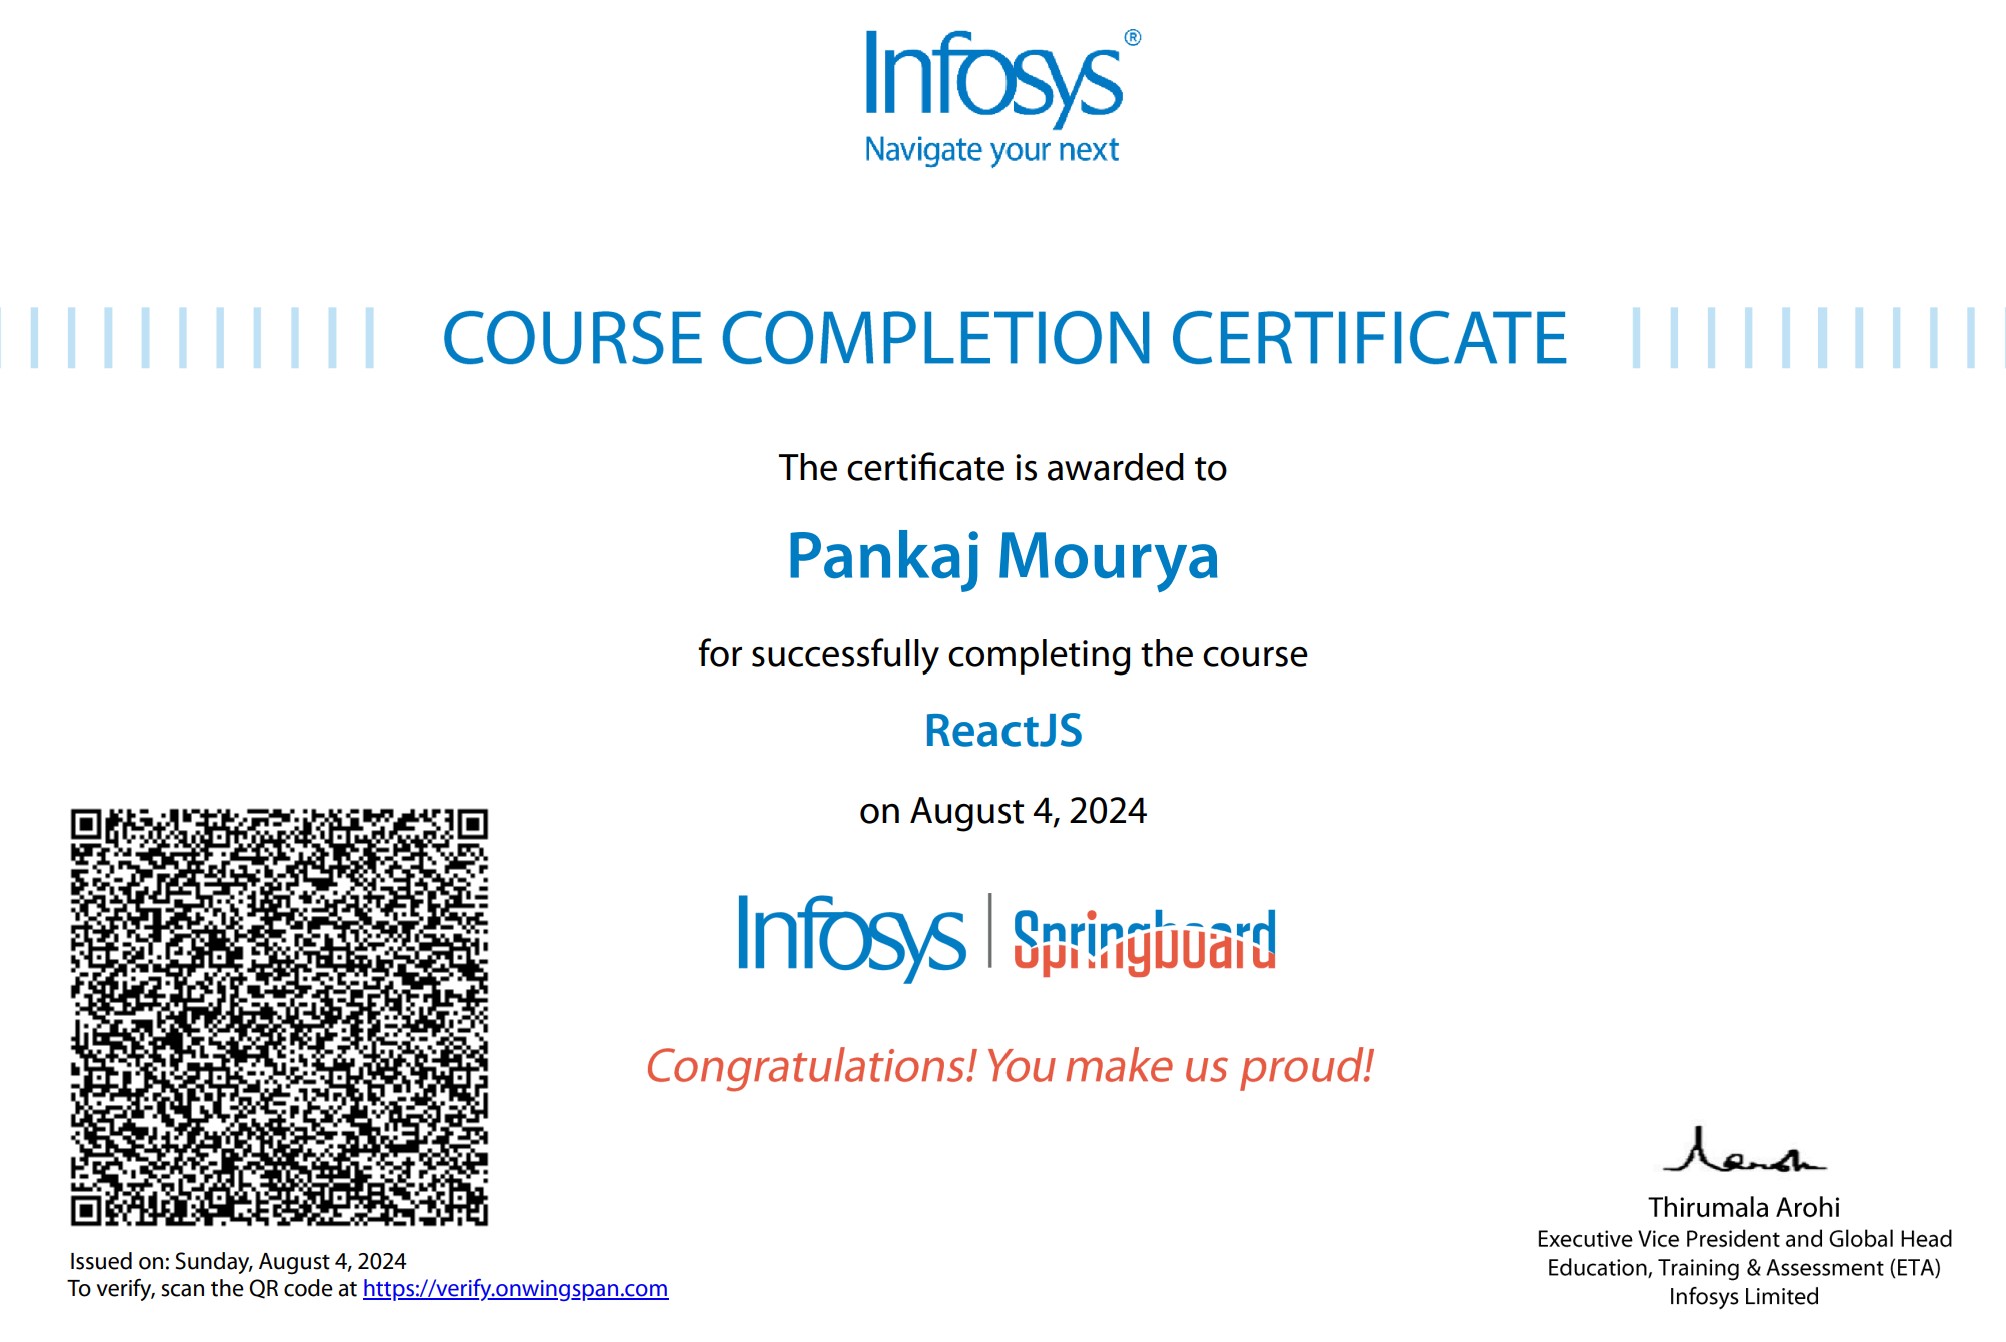 Infosys®
Navigate your next
COURSE COMPLETION CERTIFICATE
The certificate is awarded to
Pankaj Mourya
for successfully completing the course
ReactJS
on August 4, 2024
Infosys | Springboard
Congratulations! You make us proud!
Issued on: Sunday, August 4, 2024
To verify, scan the QR code at https://verify.onwingspan.com
Thirumala Arohi
Executive Vice President and Global Head
Education, Training & Assessment (ETA)
Infosys Limited